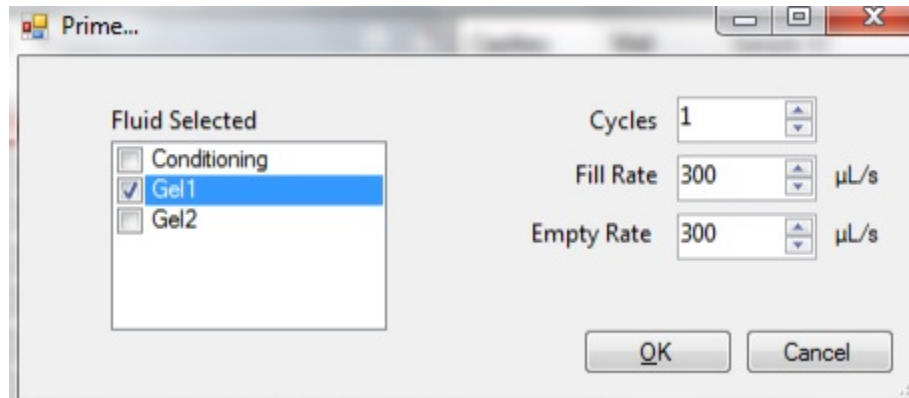 Prime...
Fluid Selected
Conditioning
Gel1
Gel2
Cycles 1
Fill Rate 300 µL/s
Empty Rate 300 µL/s
OK Cancel